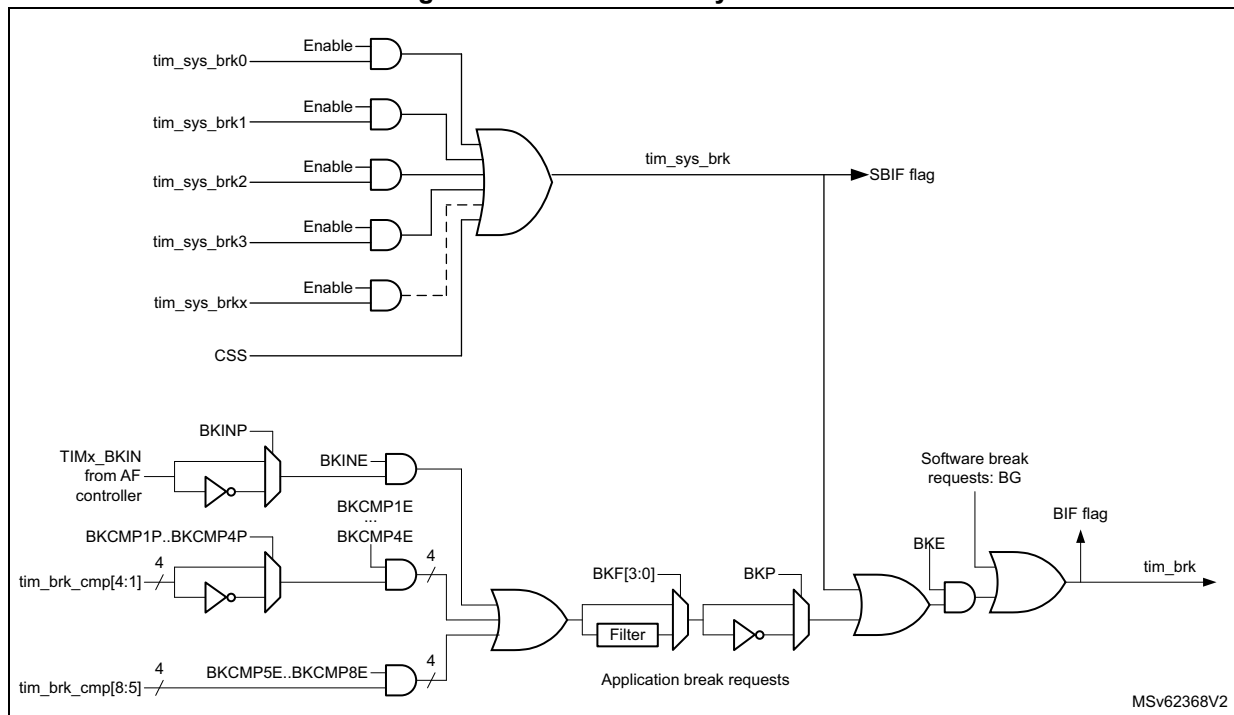 Enable
tim_sys_brk0
Enable
tim_sys_brk1
Enable
tim_sys_brk2
Enable
tim_sys_brk3
Enable
tim_sys_brkx
CSS
tim_sys_brk
SBIF flag
BKINP
TIMx_BKIN
from AF
controller
BKINE
BKCMP1E
...
BKCMP4E
BKCMP1P..BKCMP4P
4
tim_brk_cmp[4:1]
4
BKCMP5E..BKCMP8E
4
tim_brk_cmp[8:5]
4
BKF[3:0]
Filter
BKP
Application break requests
Software break
requests: BG
BKE
BIF flag
tim_brk
MSv62368V2